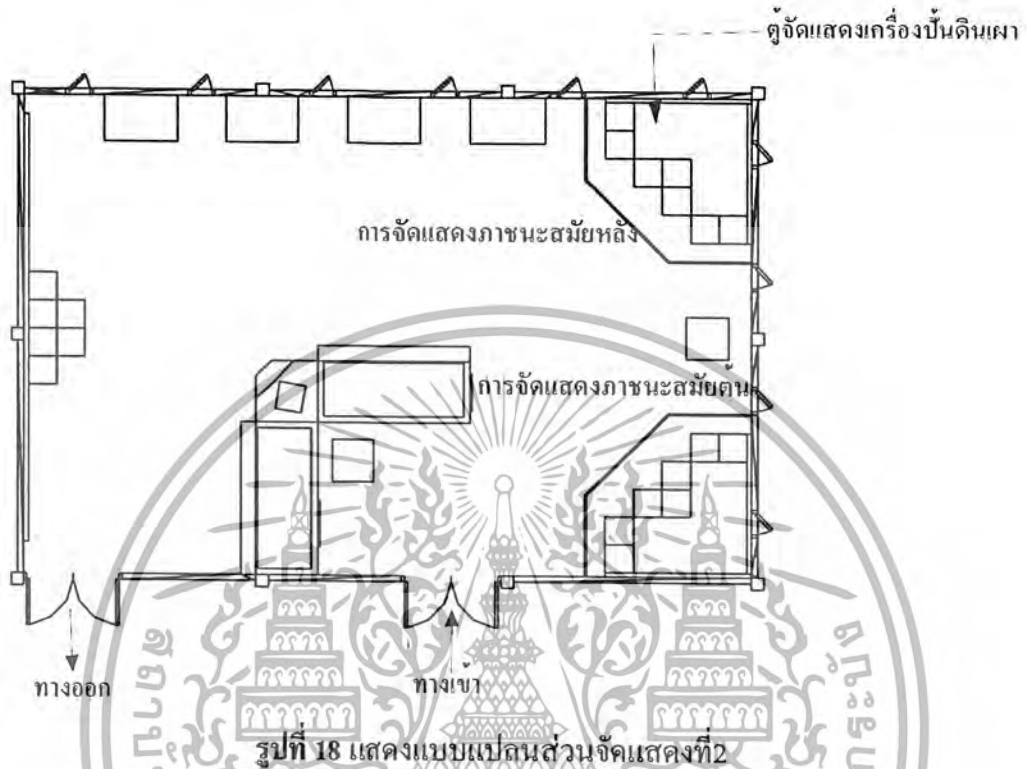 ตู้จัดแสดงเครื่องปั้นดินเผา
การจัดแสดงภาชนะสมัยหลัง
การจัดแสดงภาชนะสมัยต้น
ทางออก
ทางเข้า
รูปที่ 18 แสดงแบบแปลนส่วนจัดแสดงที่2